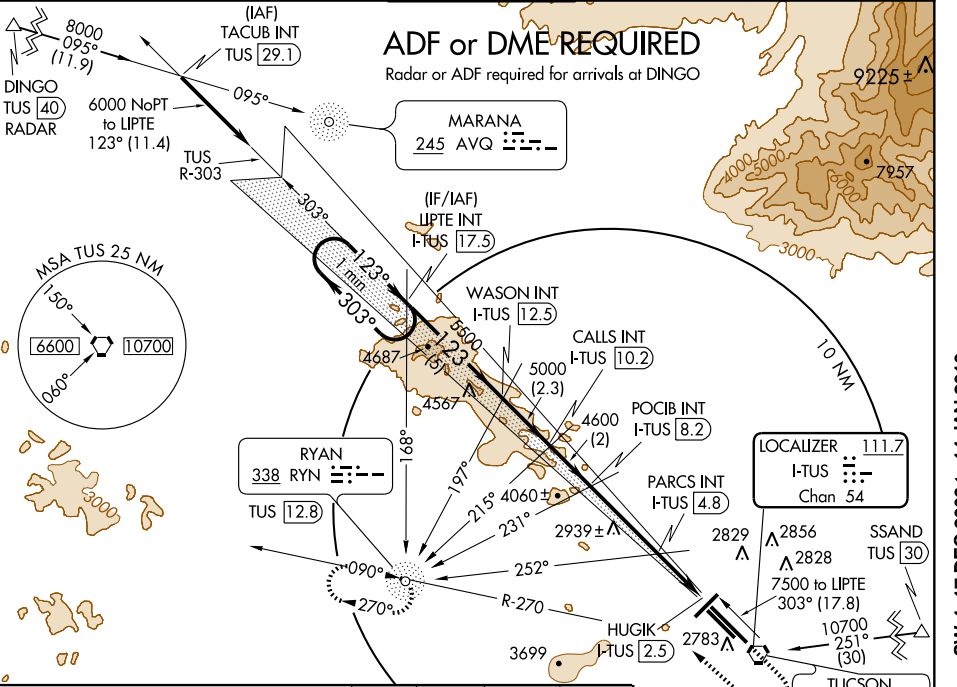 (IAF)
TACUB INT
TUS 29.1
8000
095°
(11.9)
DINGO
TUS 40
RADAR
6000 NoPT
to LIPTE
123° (11.4)
095°
ADF or DME REQUIRED
Radar or ADF required for arrivals at DINGO
MARANA
245 AVQ
TUS
R-303
303°
9225 ±
7957
4000
5000
6000
3000
(IF/IAF)
LIPTE INT
I-TUS 17.5
MSA TUS 25 NM
150°
6600
10700
060°
123°
1 min
303°
WASON INT
I-TUS 12.5
5600
123
(5)
4687
4567
CALLS INT
I-TUS 10.2
5000
(2.3)
10 NM
POCIB INT
I-TUS 8.2
4600
(2)
LOCALIZER 111.7
I-TUS
Chan 54
RYAN
338 RYN
TUS 12.8
168°
197°
215°
231°
4060 ±
2939 ±
PARCS INT
I-TUS 4.8
3000
2829
2856
2828
SSAND
TUS 30
090°
270°
252°
R-270
7500 to LIPTE
303° (17.8)
HUGIK
I-TUS 2.5
2783
10700
251°
(30)
3699
TUCSON